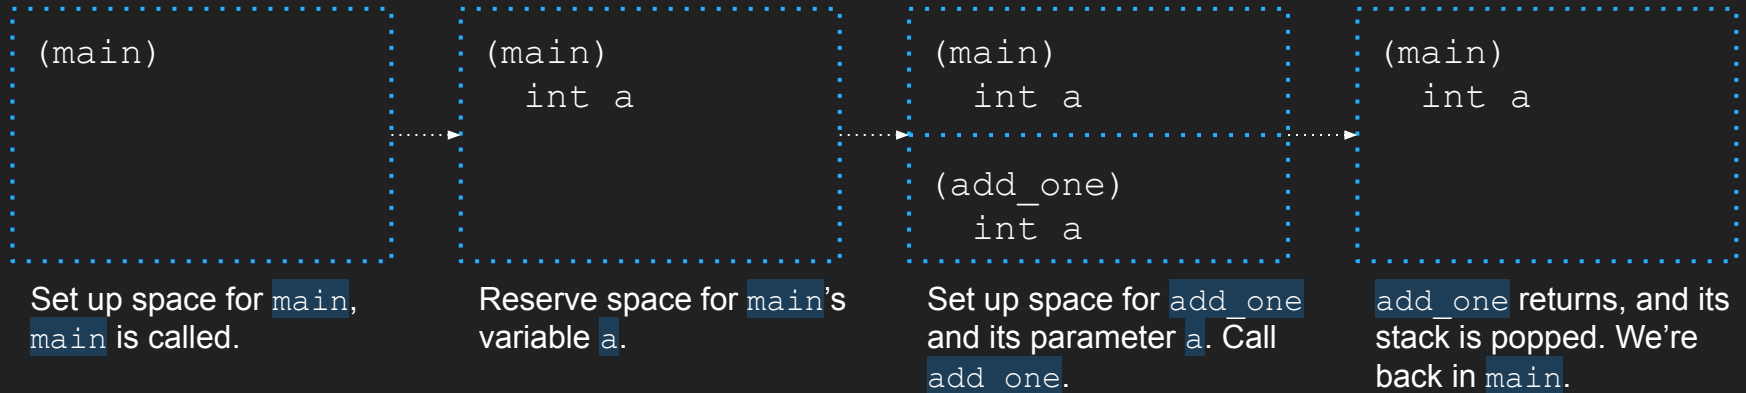 (main)
Set up space for main,
main is called.
(main)
int a
Reserve space for main’s
variable a.
(main)
int a
(add_one)
int a
Set up space for add_one
and its parameter a. Call
add_one.
(main)
int a
add_one returns, and its
stack is popped. We’re
back in main.